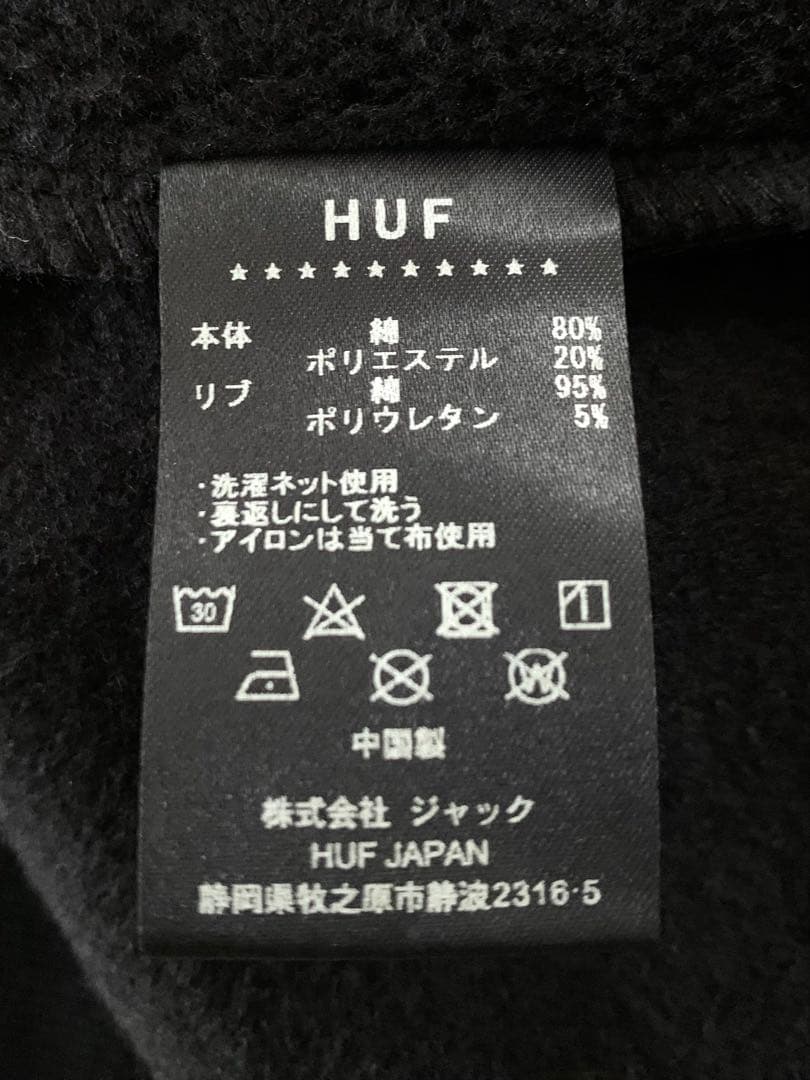 HUF
★★★★★★★★★★
本体 綿 80%
ポリエステル 20%
リブ 綿 95%
ポリウレタン 5%
・洗濯ネット使用
・裏返しにして洗う
・アイロンは当て布使用
30
W
中国製
株式会社 ジャック
HUF JAPAN
静岡県牧之原市静波2316-5